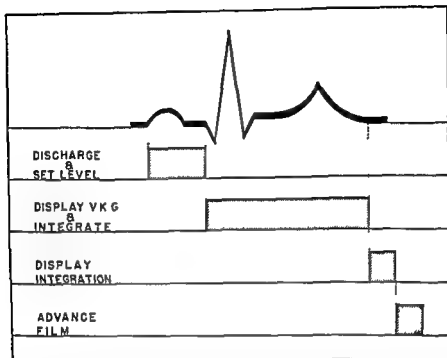 DISCHARGE
&
SET LEVEL
DISPLAY VKG
&
INTEGRATE
DISPLAY
INTEGRATION
ADVANCE
FILM